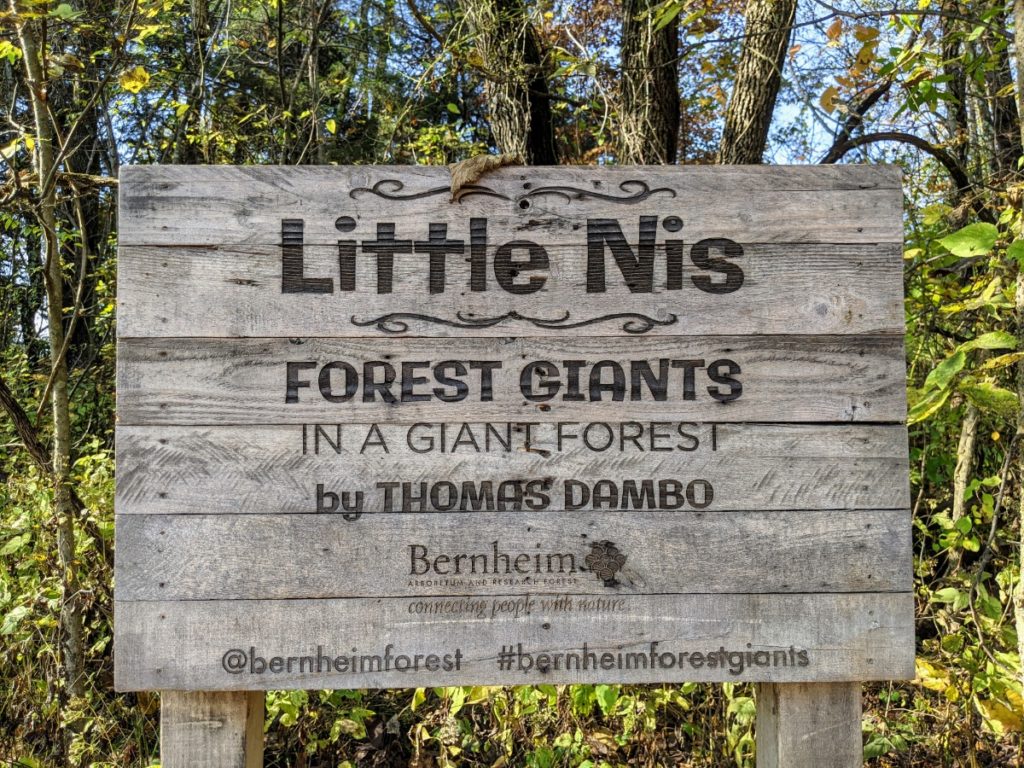 Little Nis
FOREST GIANTS
IN A GIANT FOREST
by THOMAS DAMBO
Bernheim
ARBORETUM AND RESEARCH FOREST
connecting people with nature.
@bernheimforest #bernheimforestgiants